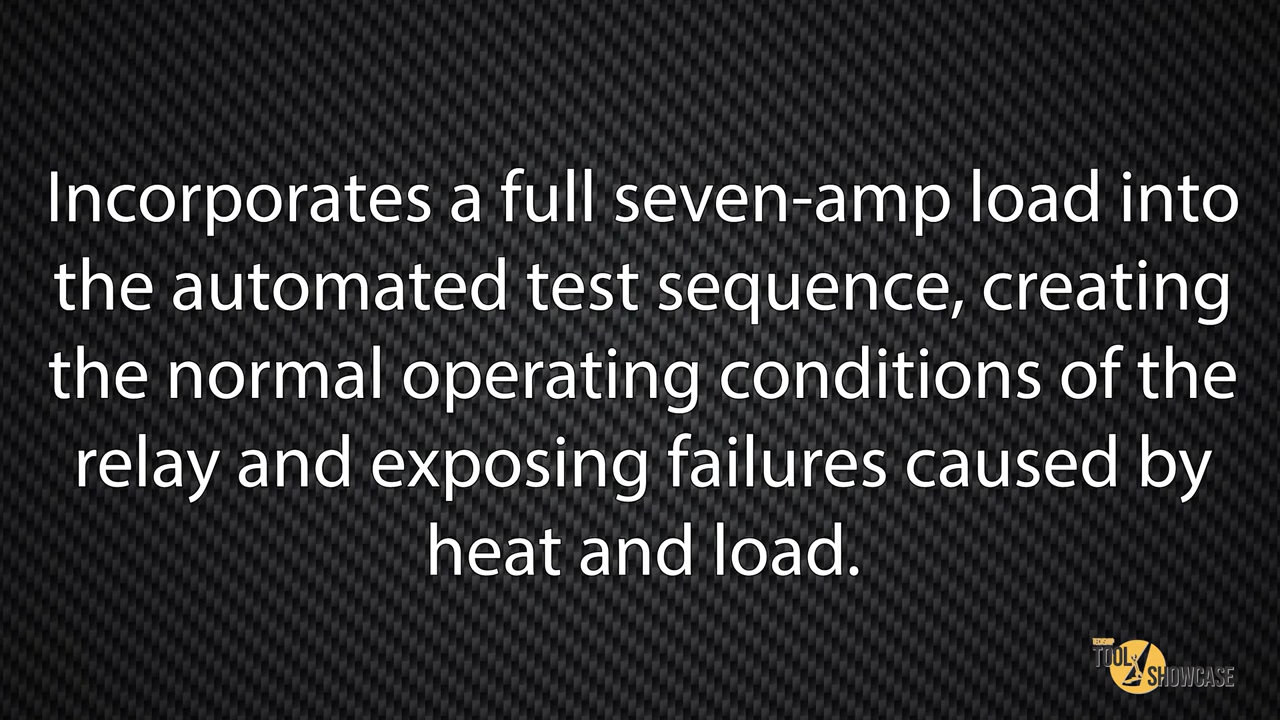 Incorporates a full seven-amp load into
the automated test sequence, creating
the normal operating conditions of the
relay and exposing failures caused by
heat and load.
TECHSHOP
TOOL
SHOWCASE